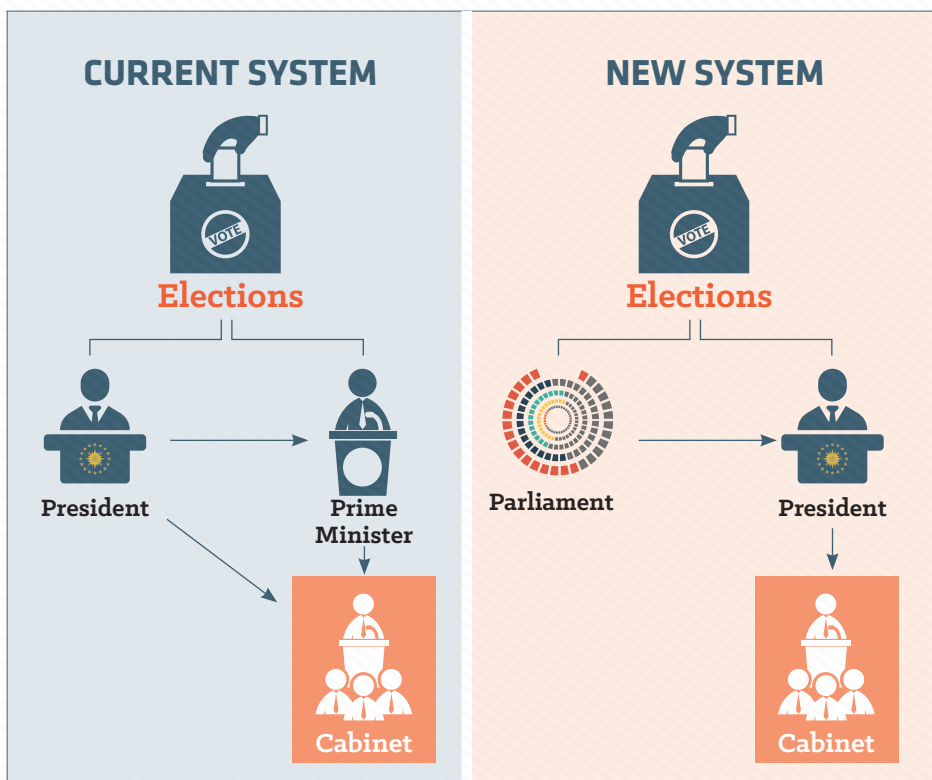 CURRENT SYSTEM
VOTE
Elections
President
Prime
Minister
Cabinet
NEW SYSTEM
VOTE
Elections
Parliament
President
Cabinet